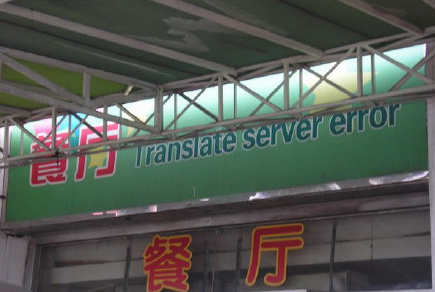 餐厅 Translate server error
餐厅